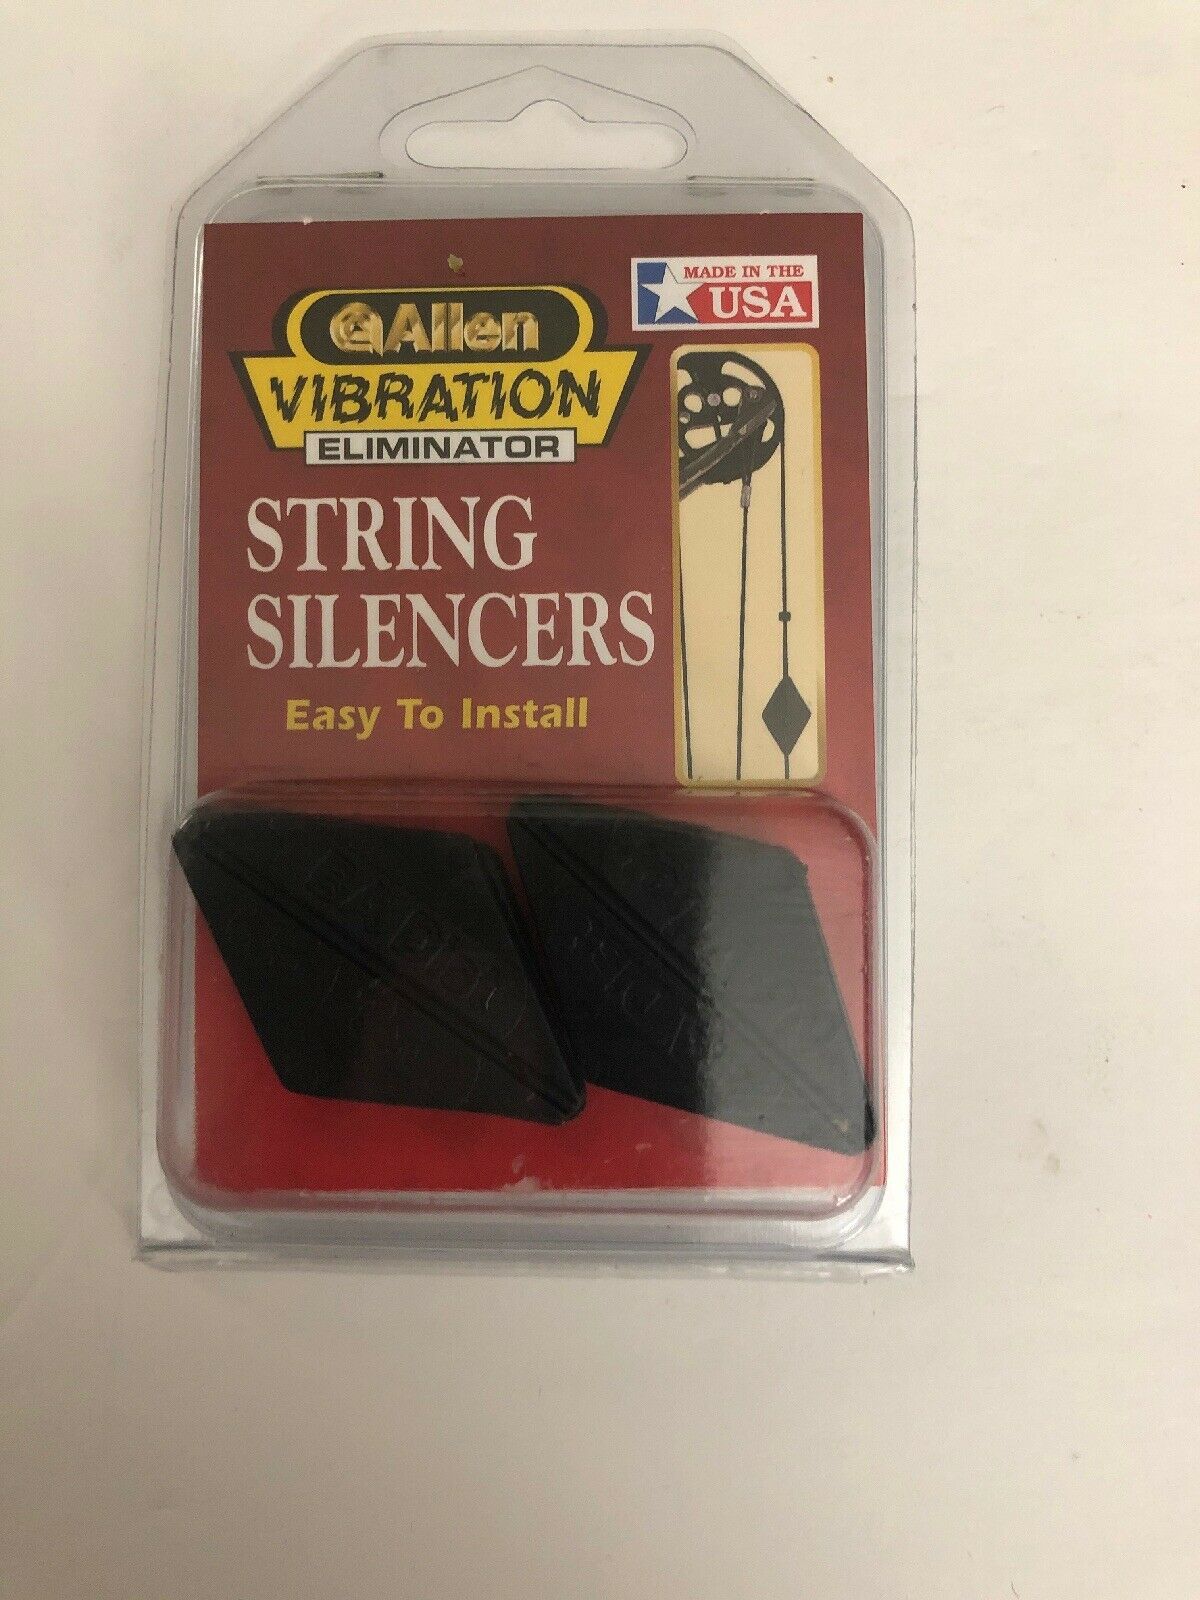 Allen
VIBRATION
ELIMINATOR
MADE IN THE
USA
STRING
SILENCERS
Easy To Install